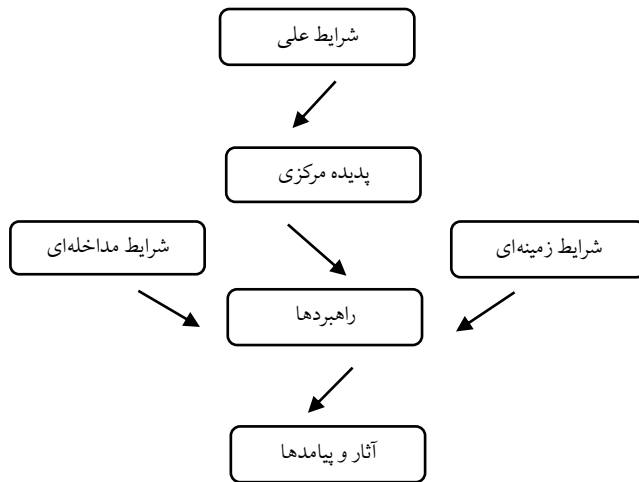 شرایط علی
پدیده مرکزی
شرایط زمینه‌ای
شرایط مداخله‌ای
راهبردها
آثار و پیامدها